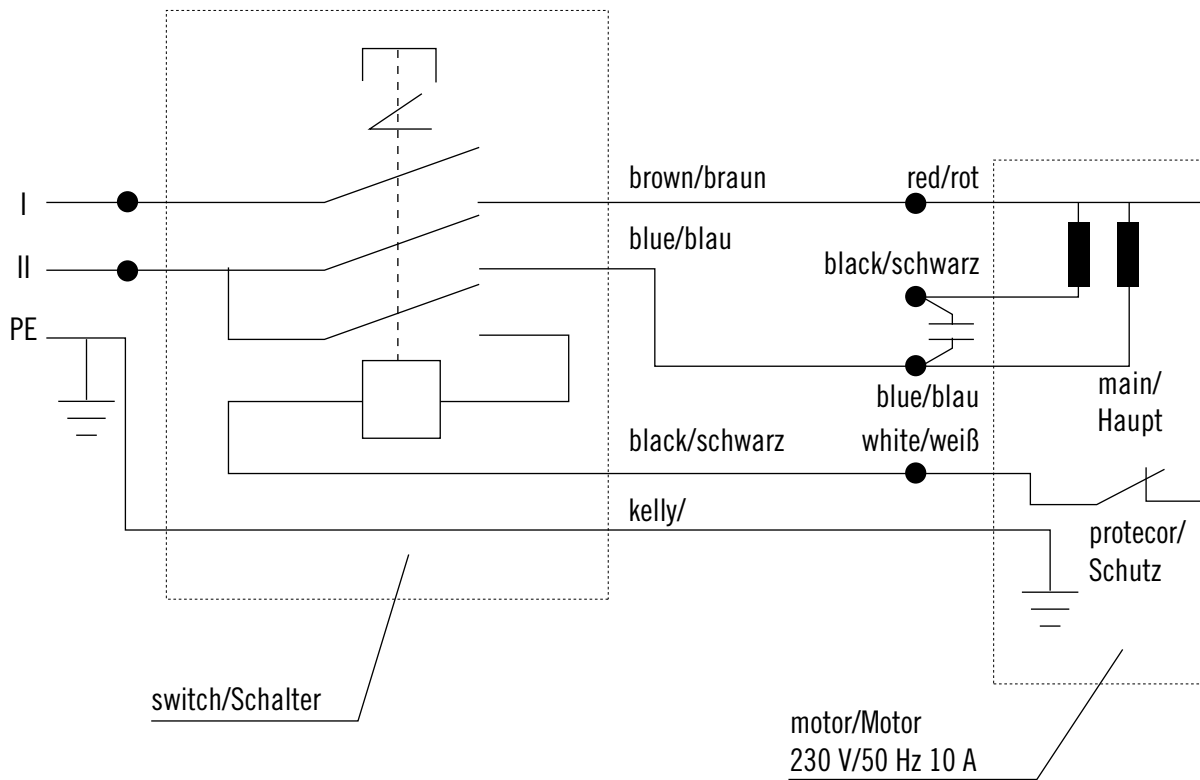 I
II
PE
brown/braun
red/rot
blue/blau
black/schwarz
blue/blau
main/
Haupt
black/schwarz
white/weiß
kelly/
protecor/
Schutz
switch/Schalter
motor/Motor
230 V/50 Hz 10 A